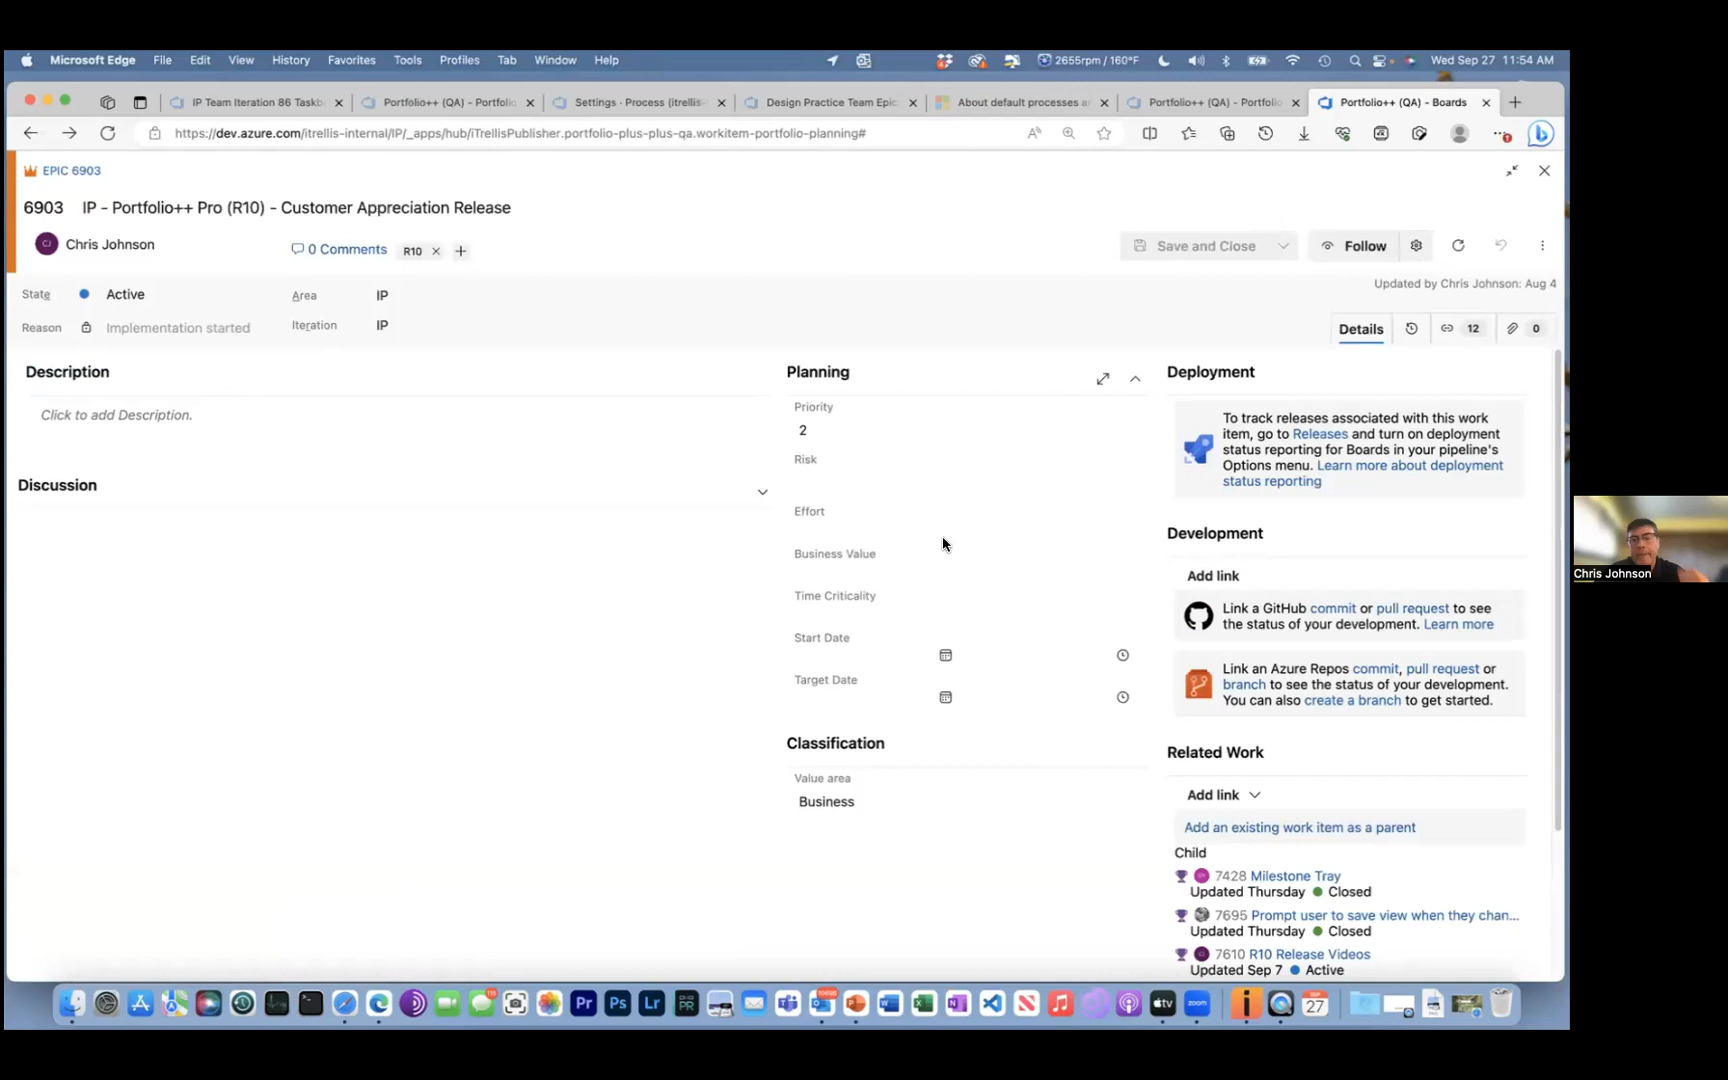 Microsoft Edge File Edit View History Favorites Tools Profiles Tab Window Help 2655rpm / 160°F Wed Sep 27 11:54 AM
IP Team Iteration 86 Taskb Portfolio++ (QA) - Portfolio Settings · Process (itrellis- Design Practice Team Epic About default processes a Portfolio++ (QA) - Portfolio Portfolio++ (QA) - Boards
https://dev.azure.com/itrellis-internal/IP/_apps/hub/iTrellisPublisher.portfolio-plus-plus-qa.workitem-portfolio-planning#
EPIC 6903
6903 IP - Portfolio++ Pro (R10) - Customer Appreciation Release
CJ Chris Johnson 0 Comments R10 Save and Close Follow
Updated by Chris Johnson: Aug 4
State Active Area IP
Reason Implementation started Iteration IP
Details 12 0
Description
Click to add Description.
Discussion
Planning
Priority
2
Risk
Effort
Business Value
Time Criticality
Start Date
Target Date
Classification
Value area
Business
Deployment
To track releases associated with this work
item, go to Releases and turn on deployment
status reporting for Boards in your pipeline's
Options menu. Learn more about deployment
status reporting
Development
Add link
Link a GitHub commit or pull request to see
the status of your development. Learn more
Link an Azure Repos commit, pull request or
branch to see the status of your development.
You can also create a branch to get started.
Related Work
Add link
Add an existing work item as a parent
Child
7428 Milestone Tray
Updated Thursday Closed
7695 Prompt user to save view when they chan...
Updated Thursday Closed
7610 R10 Release Videos
Updated Sep 7 Active
Chris Johnson
Pr Ps Lr tv zoom 27